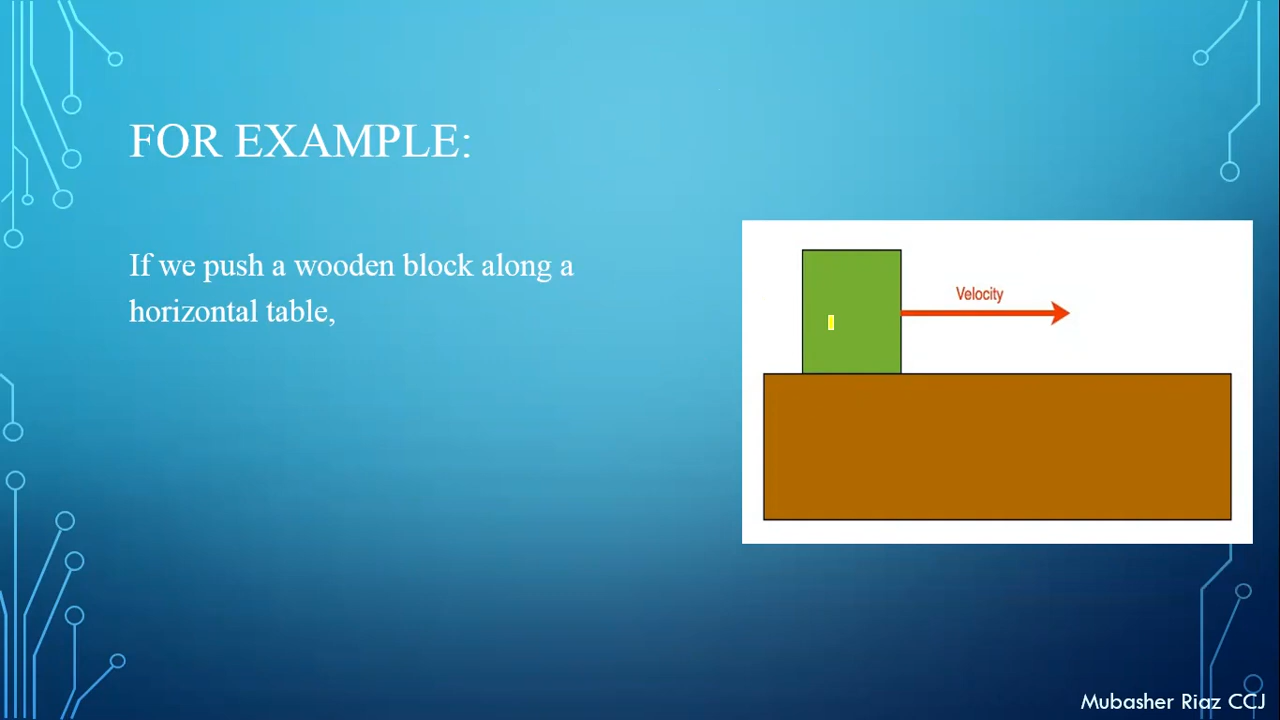 FOR EXAMPLE:
If we push a wooden block along a
horizontal table,
Velocity
Mubasher Riaz CCJ